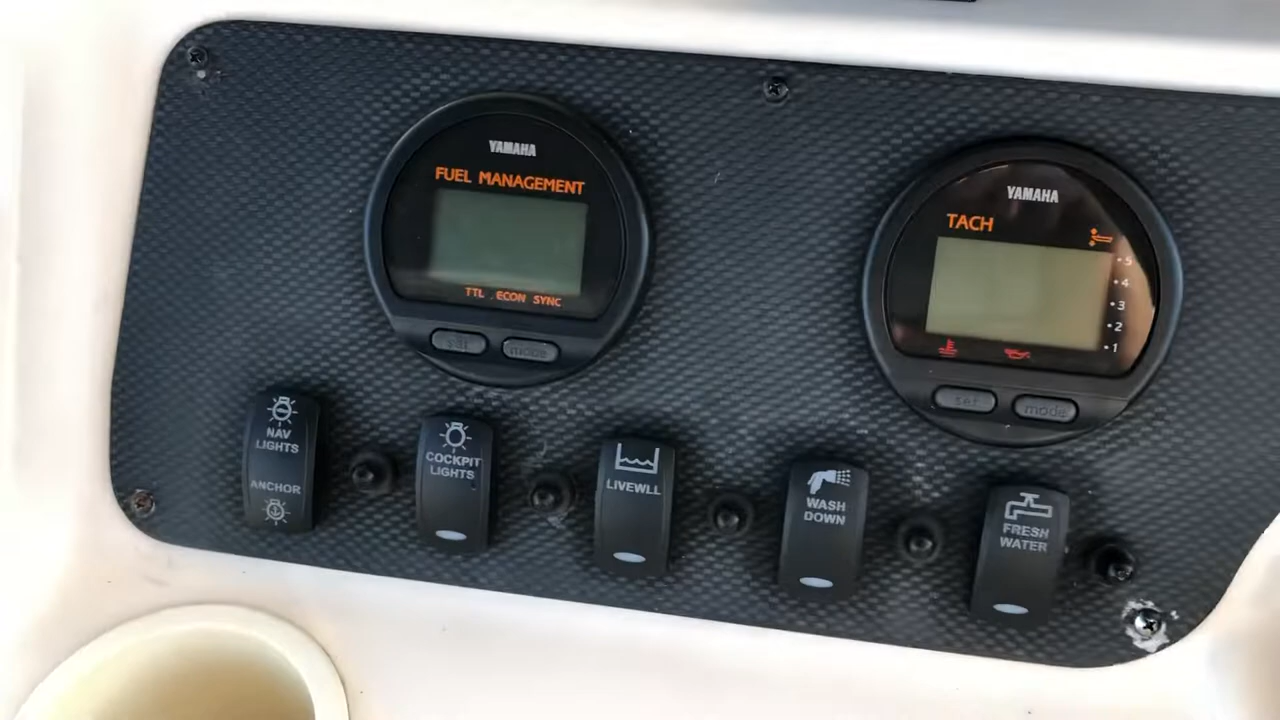 YAMAHA
FUEL MANAGEMENT
TTL ECON SYNC
set mode
YAMAHA
TACH
5
4
3
2
1
set mode
NAV
LIGHTS
ANCHOR
COCKPIT
LIGHTS
LIVEWLL
WASH
DOWN
FRESH
WATER